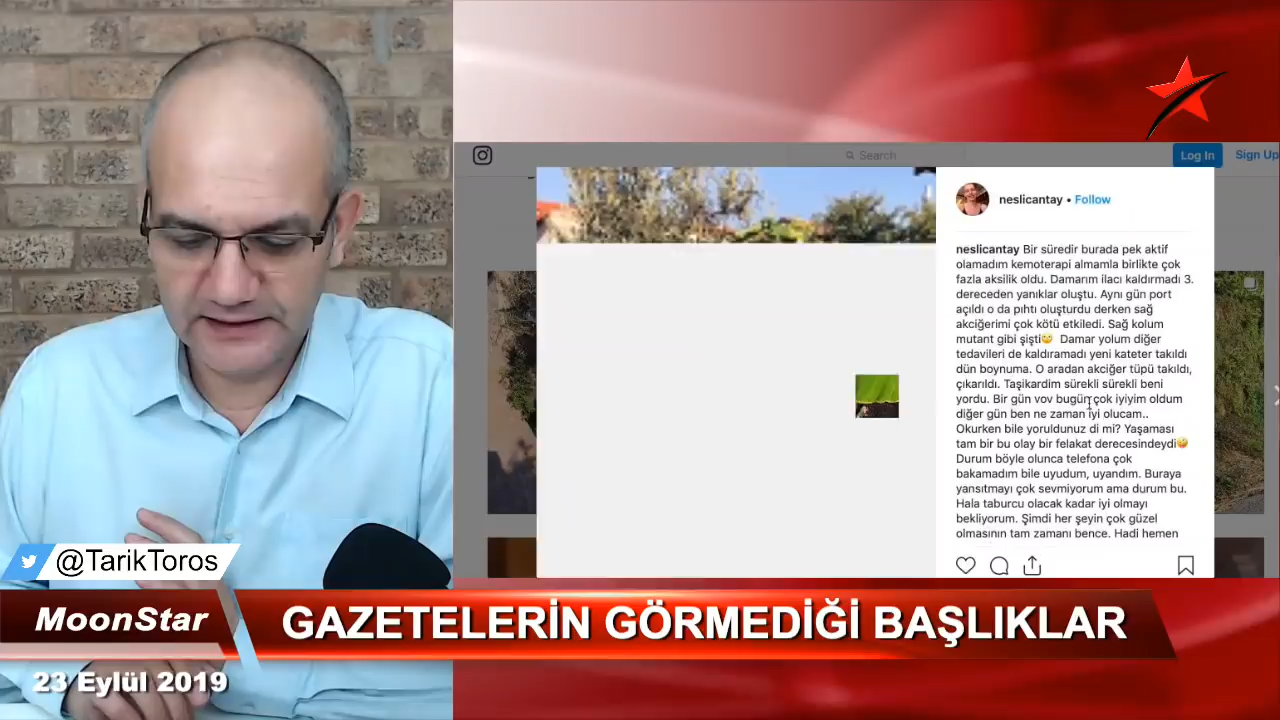 Search
Log In
Sign Up
neslicantay • Follow
neslicantay Bir süredir burada pek aktif
olamadım kemoterapi almamla birlikte çok
fazla aksilik oldu. Damarım ilacı kaldırmadı 3.
dereceden yanıklar oluştu. Aynı gün port
açıldı o da pıhtı oluşturdu derken sağ
akciğerimi çok kötü etkiledi. Sağ kolum
mutant gibi şişti🙄 Damar yolum diğer
tedavileri de kaldıramadı yeni kateter takıldı
dün boynuma. O aradan akciğer tüpü takıldı,
çıkarıldı. Taşikardim sürekli sürekli beni
yordu. Bir gün vov bugün çok iyiyim oldum
diğer gün ben ne zaman iyi olucam..
Okurken bile yoruldunuz di mi? Yaşaması
tam bir bu olay bir felakat derecesindeydi🤪
Durum böyle olunca telefona çok
bakamadım bile uyudum, uyandım. Buraya
yansıtmayı çok sevmiyorum ama durum bu.
Hala taburcu olacak kadar iyi olmayı
bekliyorum. Şimdi her şeyin çok güzel
olmasının tam zamanı bence. Hadi hemen
@TarikToros
MoonStar
GAZETELERİN GÖRMEDİĞİ BAŞLIKLAR
23 Eylül 2019